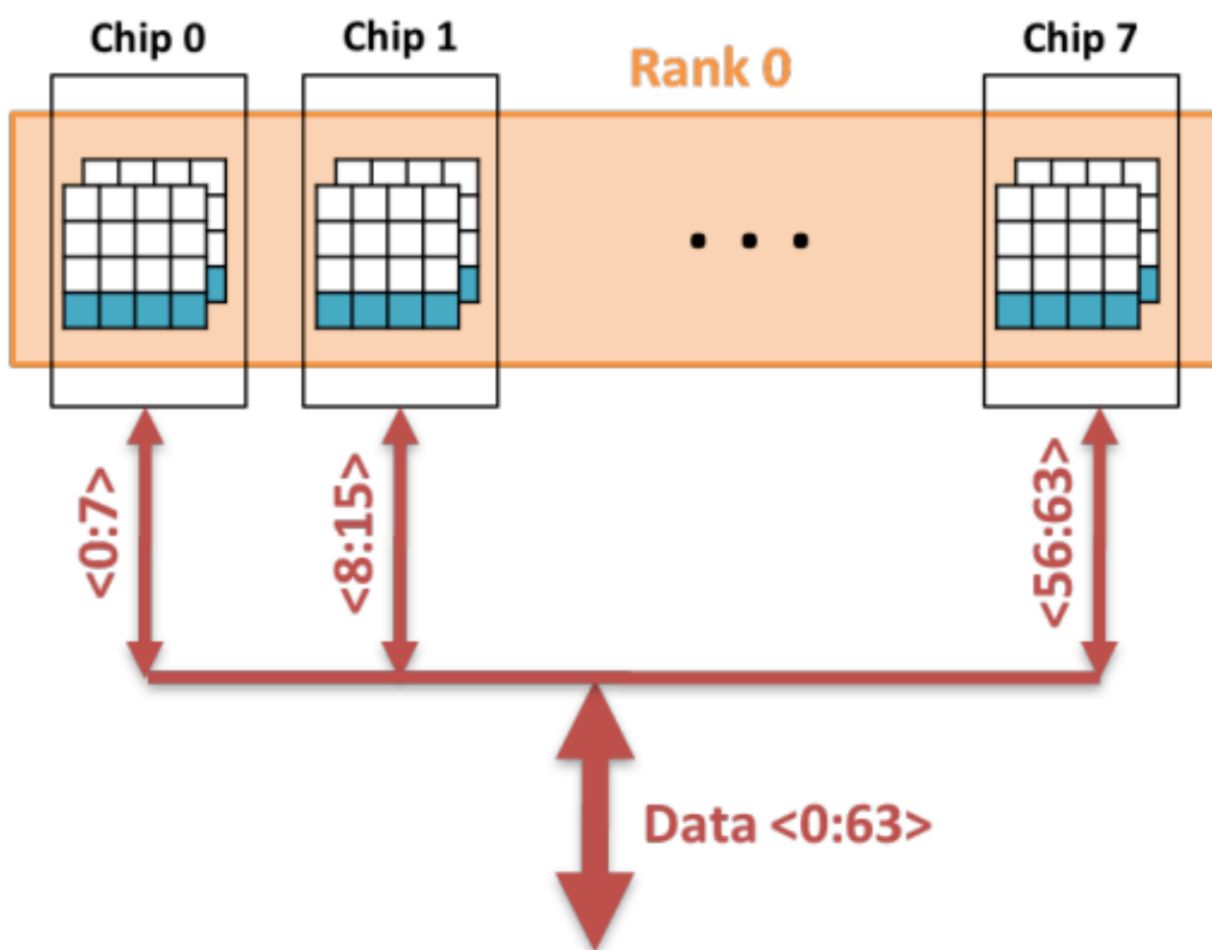 Chip 0
Chip 1
Chip 7
Rank 0
. . .
<0:7>
<8:15>
<56:63>
Data <0:63>